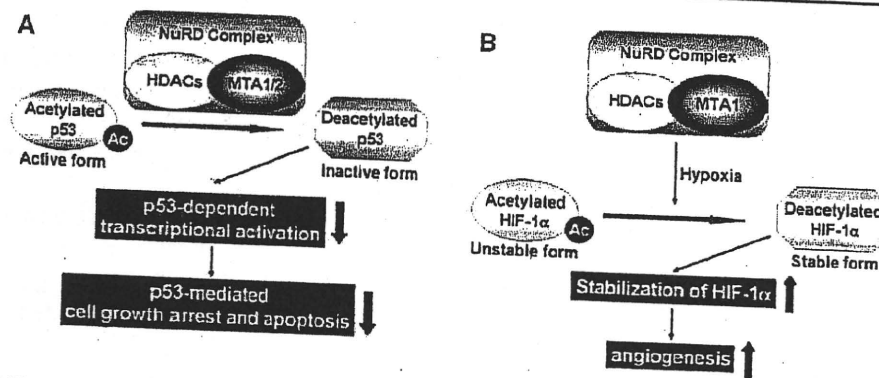 A
NuRD Complex
HDACs
MTA1/2
Acetylated
p53
Ac
Active form
Deacetylated
p53
Inactive form
p53-dependent
transcriptional activation
p53-mediated
cell growth arrest and apoptosis
B
NuRD Complex
HDACs
MTA1
Hypoxia
Acetylated
HIF-1α
Ac
Unstable form
Deacetylated
HIF-1α
Stable form
Stabilization of HIF-1α
angiogenesis